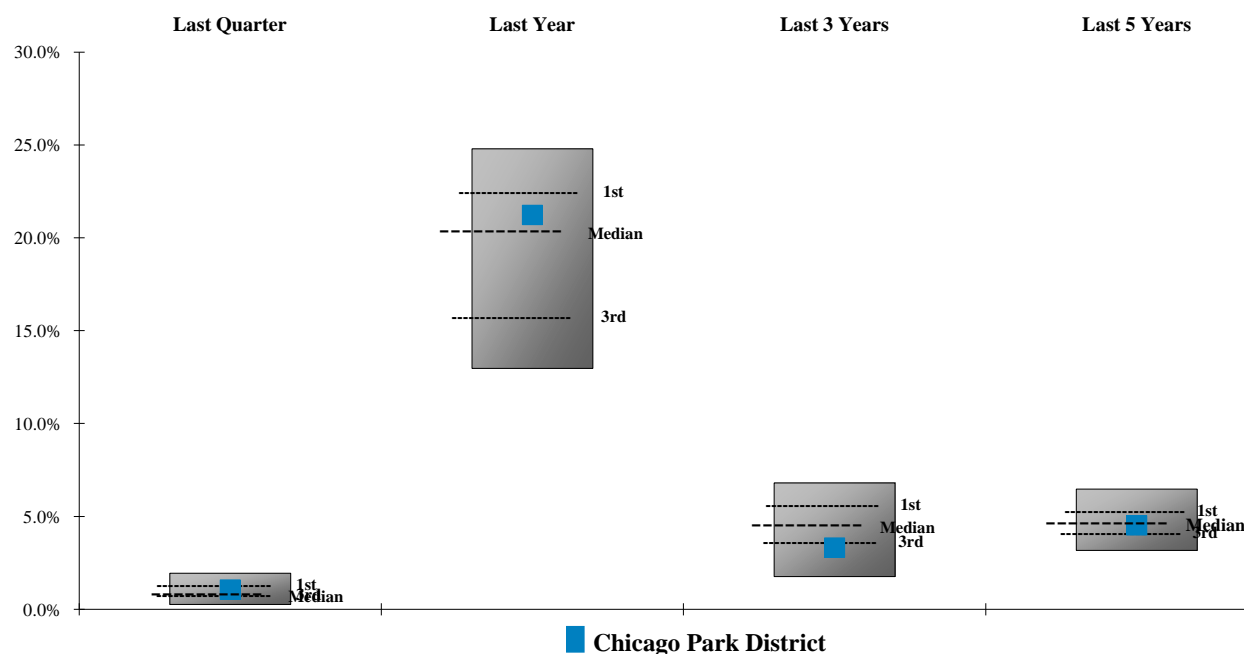 Last Quarter Last Year Last 3 Years Last 5 Years
30.0%
25.0%
1st
20.0%
Median
3rd
15.0%
10.0%
5.0%
1st
Median
3rd
1st
Median
3rd
1st
3rd
Median
0.0%
Chicago Park District